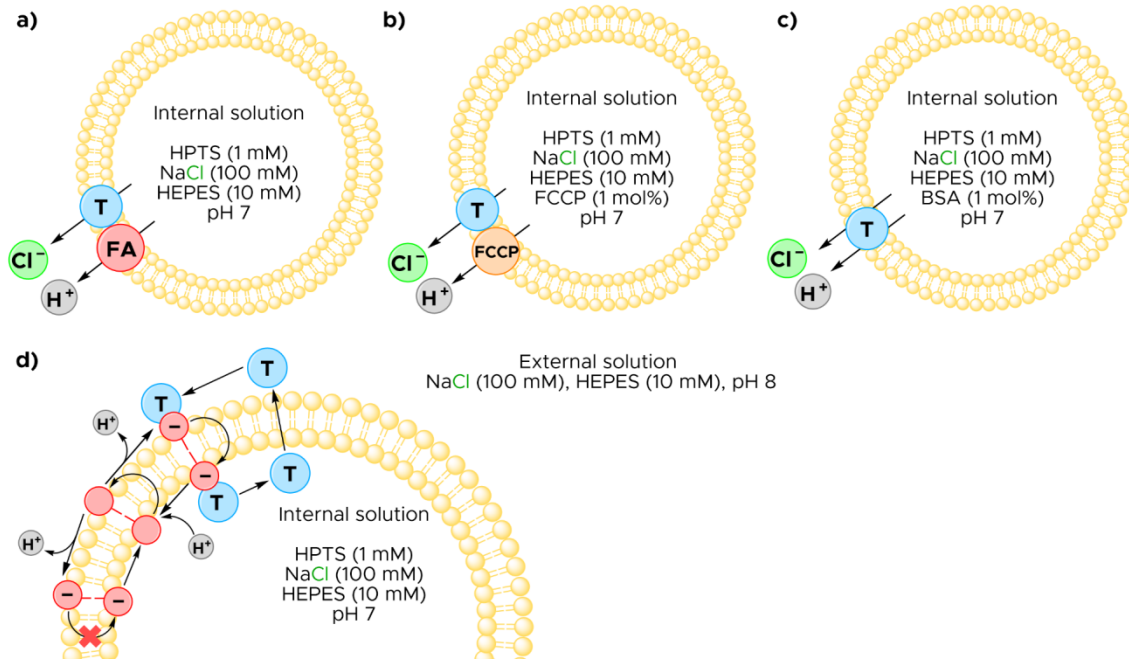 a)
Internal solution
HPTS (1 mM)
NaCl (100 mM)
HEPES (10 mM)
pH 7
T
FA
Cl⁻
H⁺
b)
Internal solution
HPTS (1 mM)
NaCl (100 mM)
HEPES (10 mM)
FCCP (1 mol%)
pH 7
T
FCCP
Cl⁻
H⁺
c)
Internal solution
HPTS (1 mM)
NaCl (100 mM)
HEPES (10 mM)
BSA (1 mol%)
pH 7
T
Cl⁻
H⁺
d)
External solution
NaCl (100 mM), HEPES (10 mM), pH 8
T
T
H⁺
−
−
T
T
H⁺
H⁺
−
−
Internal solution
HPTS (1 mM)
NaCl (100 mM)
HEPES (10 mM)
pH 7